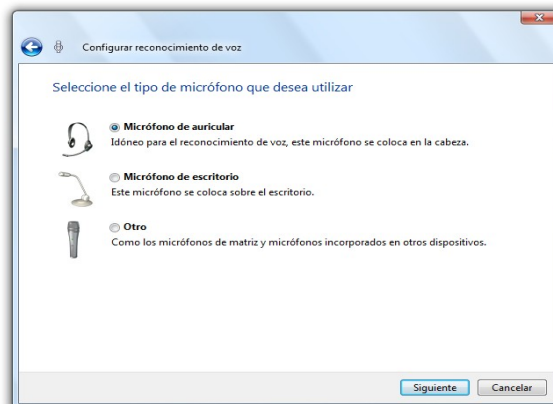 Configurar reconocimiento de voz
Seleccione el tipo de micrófono que desea utilizar
Micrófono de auricular
Idóneo para el reconocimiento de voz, este micrófono se coloca en la cabeza.
Micrófono de escritorio
Este micrófono se coloca sobre el escritorio.
Otro
Como los micrófonos de matriz y micrófonos incorporados en otros dispositivos.
Siguiente Cancelar